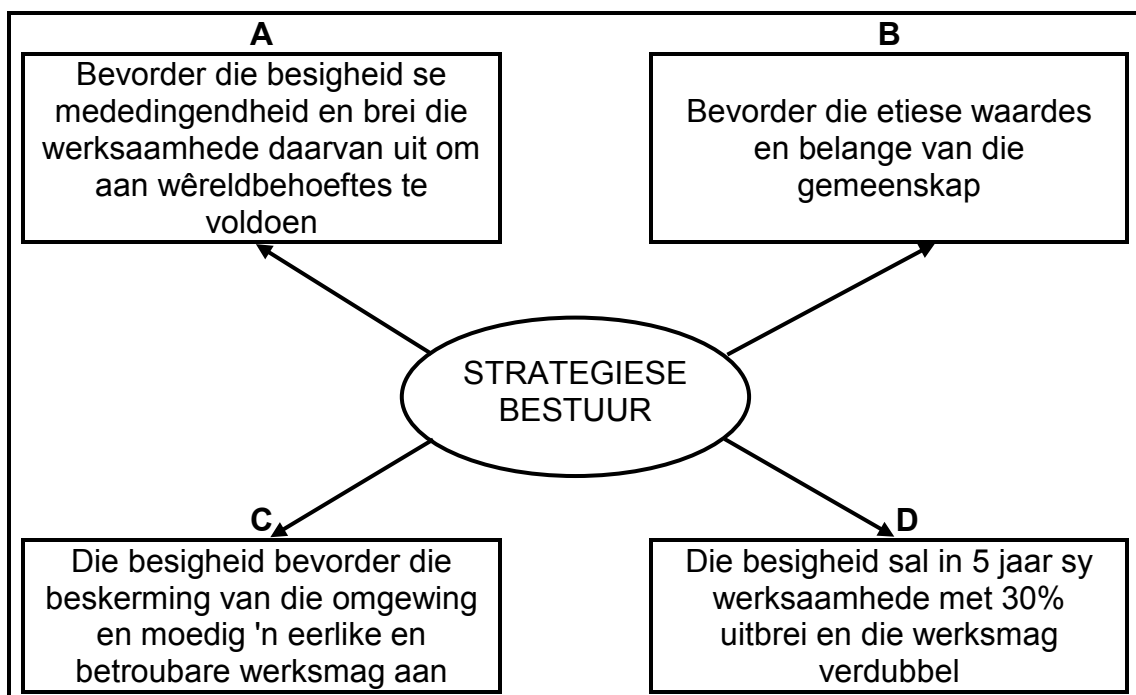 A
Bevorder die besigheid se
mededingendheid en brei die
werksaamhede daarvan uit om
aan wêreldbehoeftes te
voldoen
B
Bevorder die etiese waardes
en belange van die
gemeenskap
STRATEGIESE
BESTUUR
C
Die besigheid bevorder die
beskerming van die omgewing
en moedig 'n eerlike en
betroubare werksmag aan
D
Die besigheid sal in 5 jaar sy
werksaamhede met 30%
uitbrei en die werksmag
verdubbel